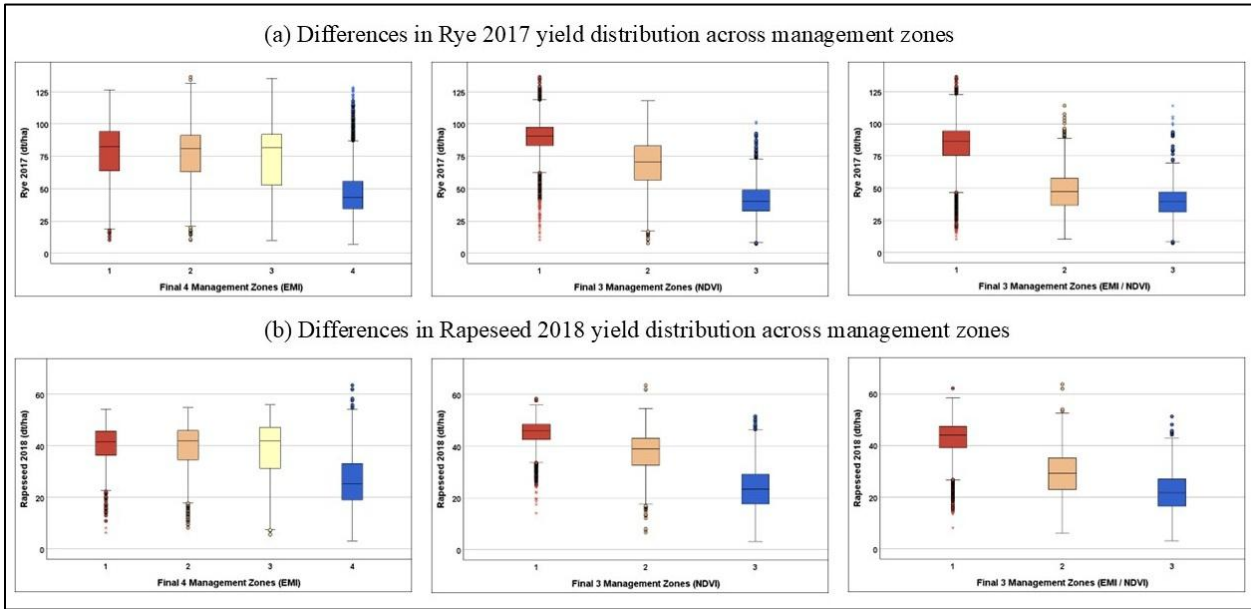 (a) Differences in Rye 2017 yield distribution across management zones
Rye 2017 (dt/ha)
125
100
75
50
25
0
1 2 3 4
Final 4 Management Zones (EMI)
Rye 2017 (dt/ha)
125
100
75
50
25
0
1 2 3
Final 3 Management Zones (NDVI)
Rye 2017 (dt/ha)
125
100
75
50
25
0
1 2 3
Final 3 Management Zones (EMI / NDVI)
(b) Differences in Rapeseed 2018 yield distribution across management zones
Rapeseed 2018 (dt/ha)
60
40
20
0
1 2 3 4
Final 4 Management Zones (EMI)
Rapeseed 2018 (dt/ha)
60
40
20
0
1 2 3
Final 3 Management Zones (NDVI)
Rapeseed 2018 (dt/ha)
60
40
20
0
1 2 3
Final 3 Management Zones (EMI / NDVI)